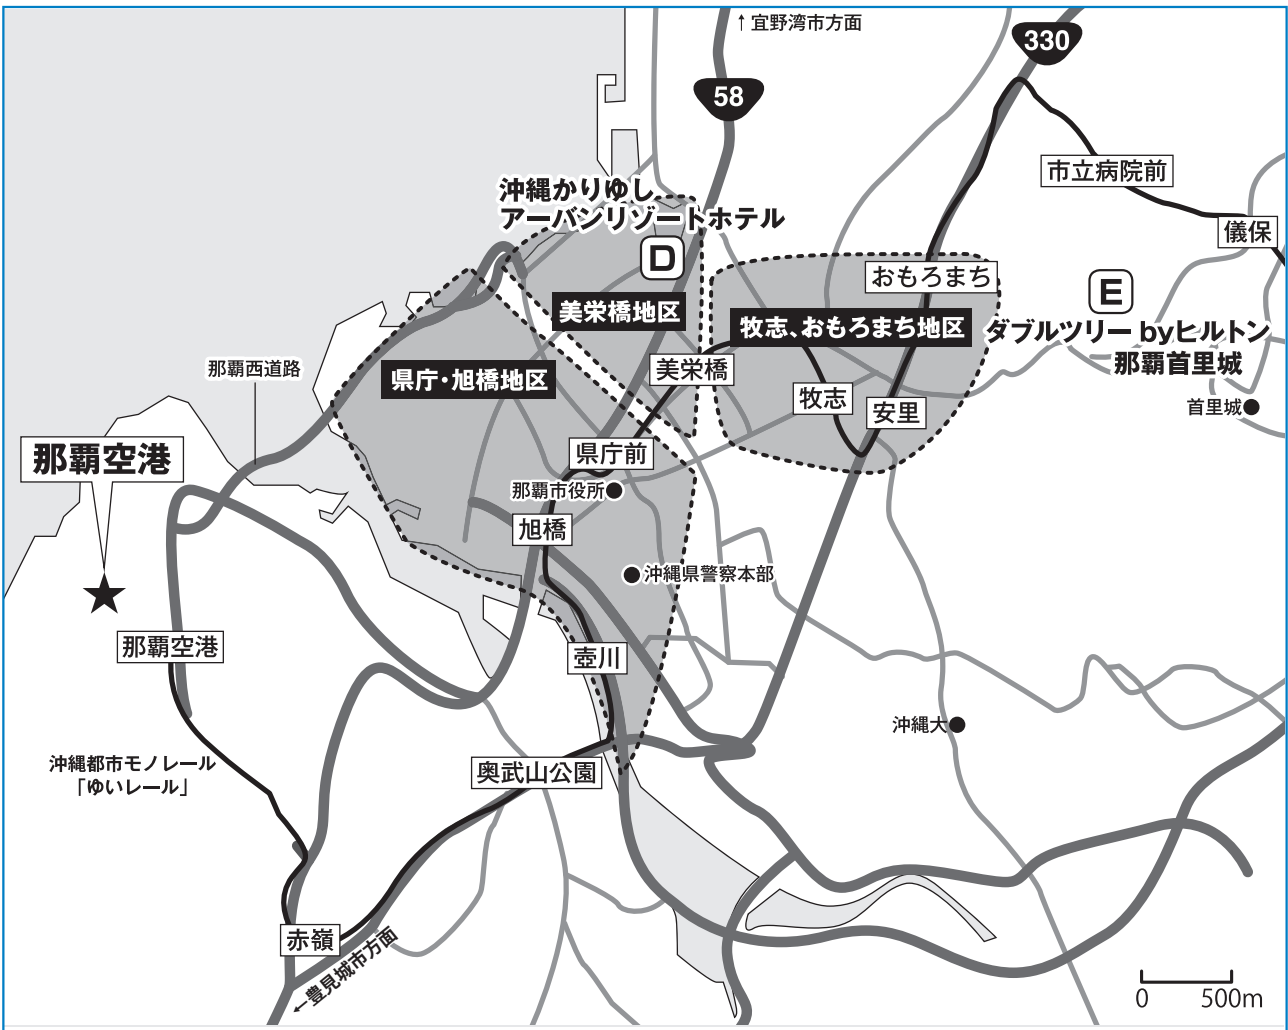 ↑宜野湾市方面
330
58
市立病院前
沖縄かりゆし
アーバンリゾートホテル
儀保
D
おもろまち
E
美栄橋地区
牧志、おもろまち地区
ダブルツリー byヒルトン
那覇首里城
那覇西道路
県庁・旭橋地区
美栄橋
牧志
安里
首里城●
那覇空港
県庁前
那覇市役所●
旭橋
●沖縄県警察本部
★
那覇空港
壺川
沖縄大●
沖縄都市モノレール
「ゆいレール」
奥武山公園
赤嶺
←豊見城市方面
0 500m